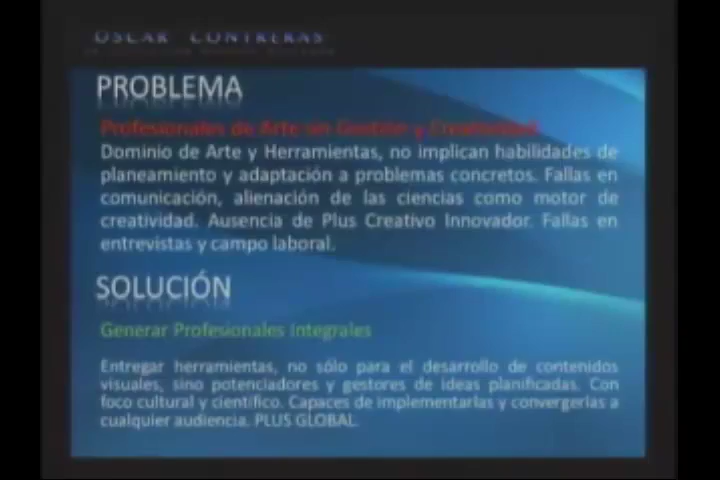 OSCAR CONTRERAS
PROBLEMA
Profesionales de Arte sin Gestión y Creatividad
Dominio de Arte y Herramientas, no implican habilidades de
planeamiento y adaptación a problemas concretos. Fallas en
comunicación, alienación de las ciencias como motor de
creatividad. Ausencia de Plus Creativo Innovador. Fallas en
entrevistas y campo laboral.
SOLUCIÓN
Generar Profesionales Integrales
Entregar herramientas, no sólo para el desarrollo de contenidos
visuales, sino potenciadores y gestores de ideas planificadas. Con
foco cultural y científico. Capaces de implementarlas y convergerlas a
cualquier audiencia. PLUS GLOBAL.